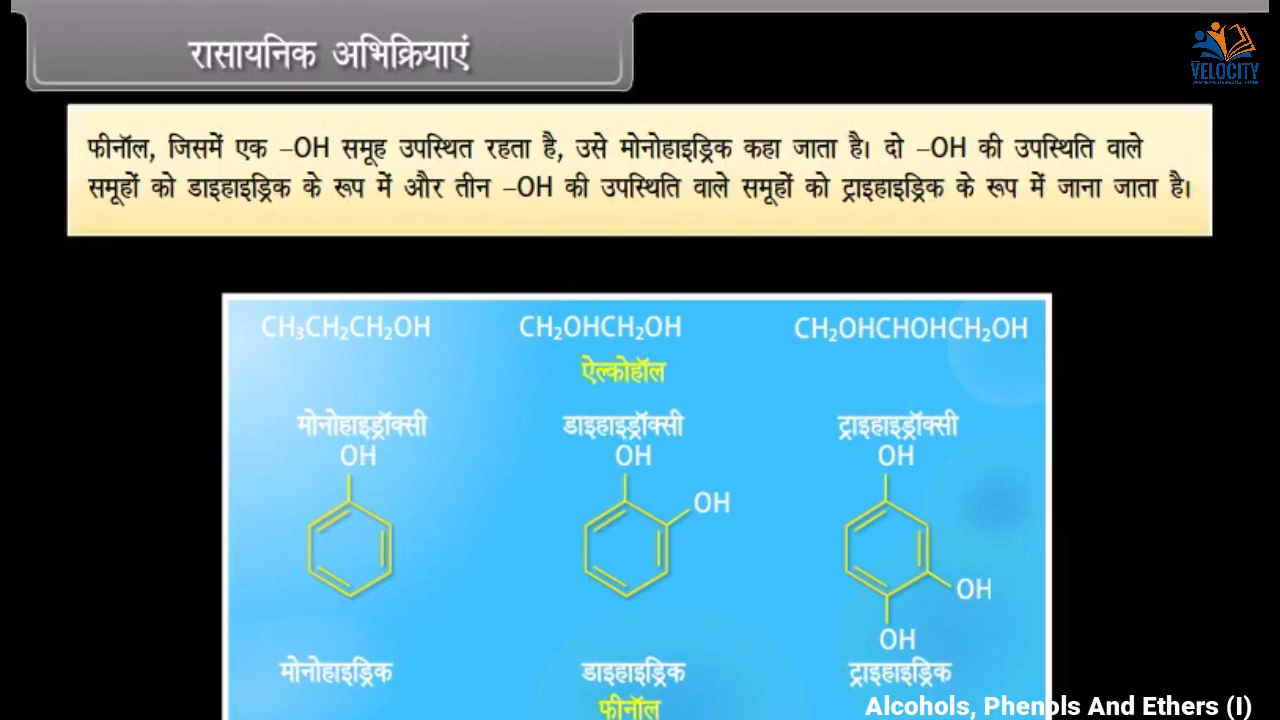 रासायनिक अभिक्रियाएं
VELOCITY
फीनॉल, जिसमें एक –OH समूह उपस्थित रहता है, उसे मोनोहाइड्रिक कहा जाता है। दो –OH की उपस्थिति वाले
समूहों को डाइहाइड्रिक के रूप में और तीन –OH की उपस्थिति वाले समूहों को ट्राइहाइड्रिक के रूप में जाना जाता है।
CH₃CH₂CH₂OH CH₂OHCH₂OH CH₂OHCHOHCH₂OH
ऐल्कोहॉल
मोनोहाइड्रॉक्सी डाइहाइड्रॉक्सी ट्राइहाइड्रॉक्सी
OH OH OH
OH
OH
OH
मोनोहाइड्रिक डाइहाइड्रिक ट्राइहाइड्रिक
फीनॉल
Alcohols, Phenols And Ethers (I)